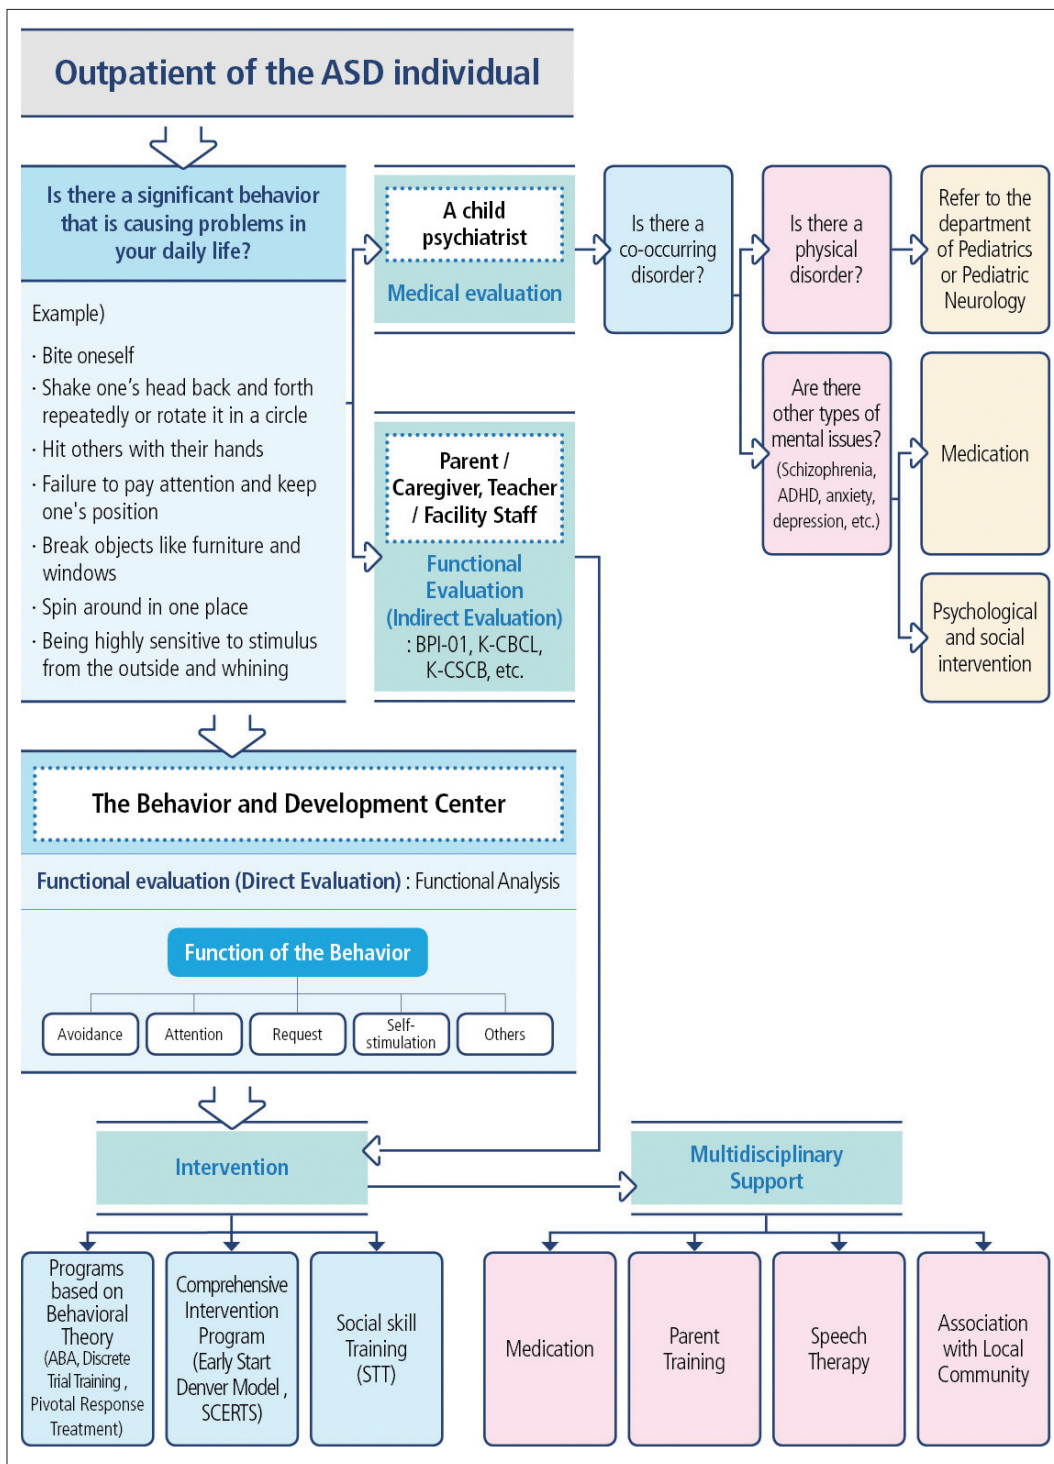 Outpatient of the ASD individual
Is there a significant behavior
that is causing problems in
your daily life?
Example)
· Bite oneself
· Shake one's head back and forth
repeatedly or rotate it in a circle
· Hit others with their hands
· Failure to pay attention and keep
one's position
· Break objects like furniture and
windows
· Spin around in one place
· Being highly sensitive to stimulus
from the outside and whining
A child
psychiatrist
Medical evaluation
Is there a
co-occurring
disorder?
Is there a
physical
disorder?
Refer to the
department
of Pediatrics
or Pediatric
Neurology
Parent /
Caregiver, Teacher
/ Facility Staff
Functional
Evaluation
(Indirect Evaluation)
: BPI-01, K-CBCL,
K-CSCB, etc.
Are there
other types of
mental issues?
(Schizophrenia,
ADHD, anxiety,
depression, etc.)
Medication
Psychological
and social
intervention
The Behavior and Development Center
Functional evaluation (Direct Evaluation) : Functional Analysis
Function of the Behavior
Avoidance
Attention
Request
Self-
stimulation
Others
Intervention
Multidisciplinary
Support
Programs
based on
Behavioral
Theory
(ABA, Discrete
Trial Training ,
Pivotal Response
Treatment)
Comprehensive
Intervention
Program
(Early Start
Denver Model ,
SCERTS)
Social skill
Training
(STT)
Medication
Parent
Training
Speech
Therapy
Association
with Local
Community